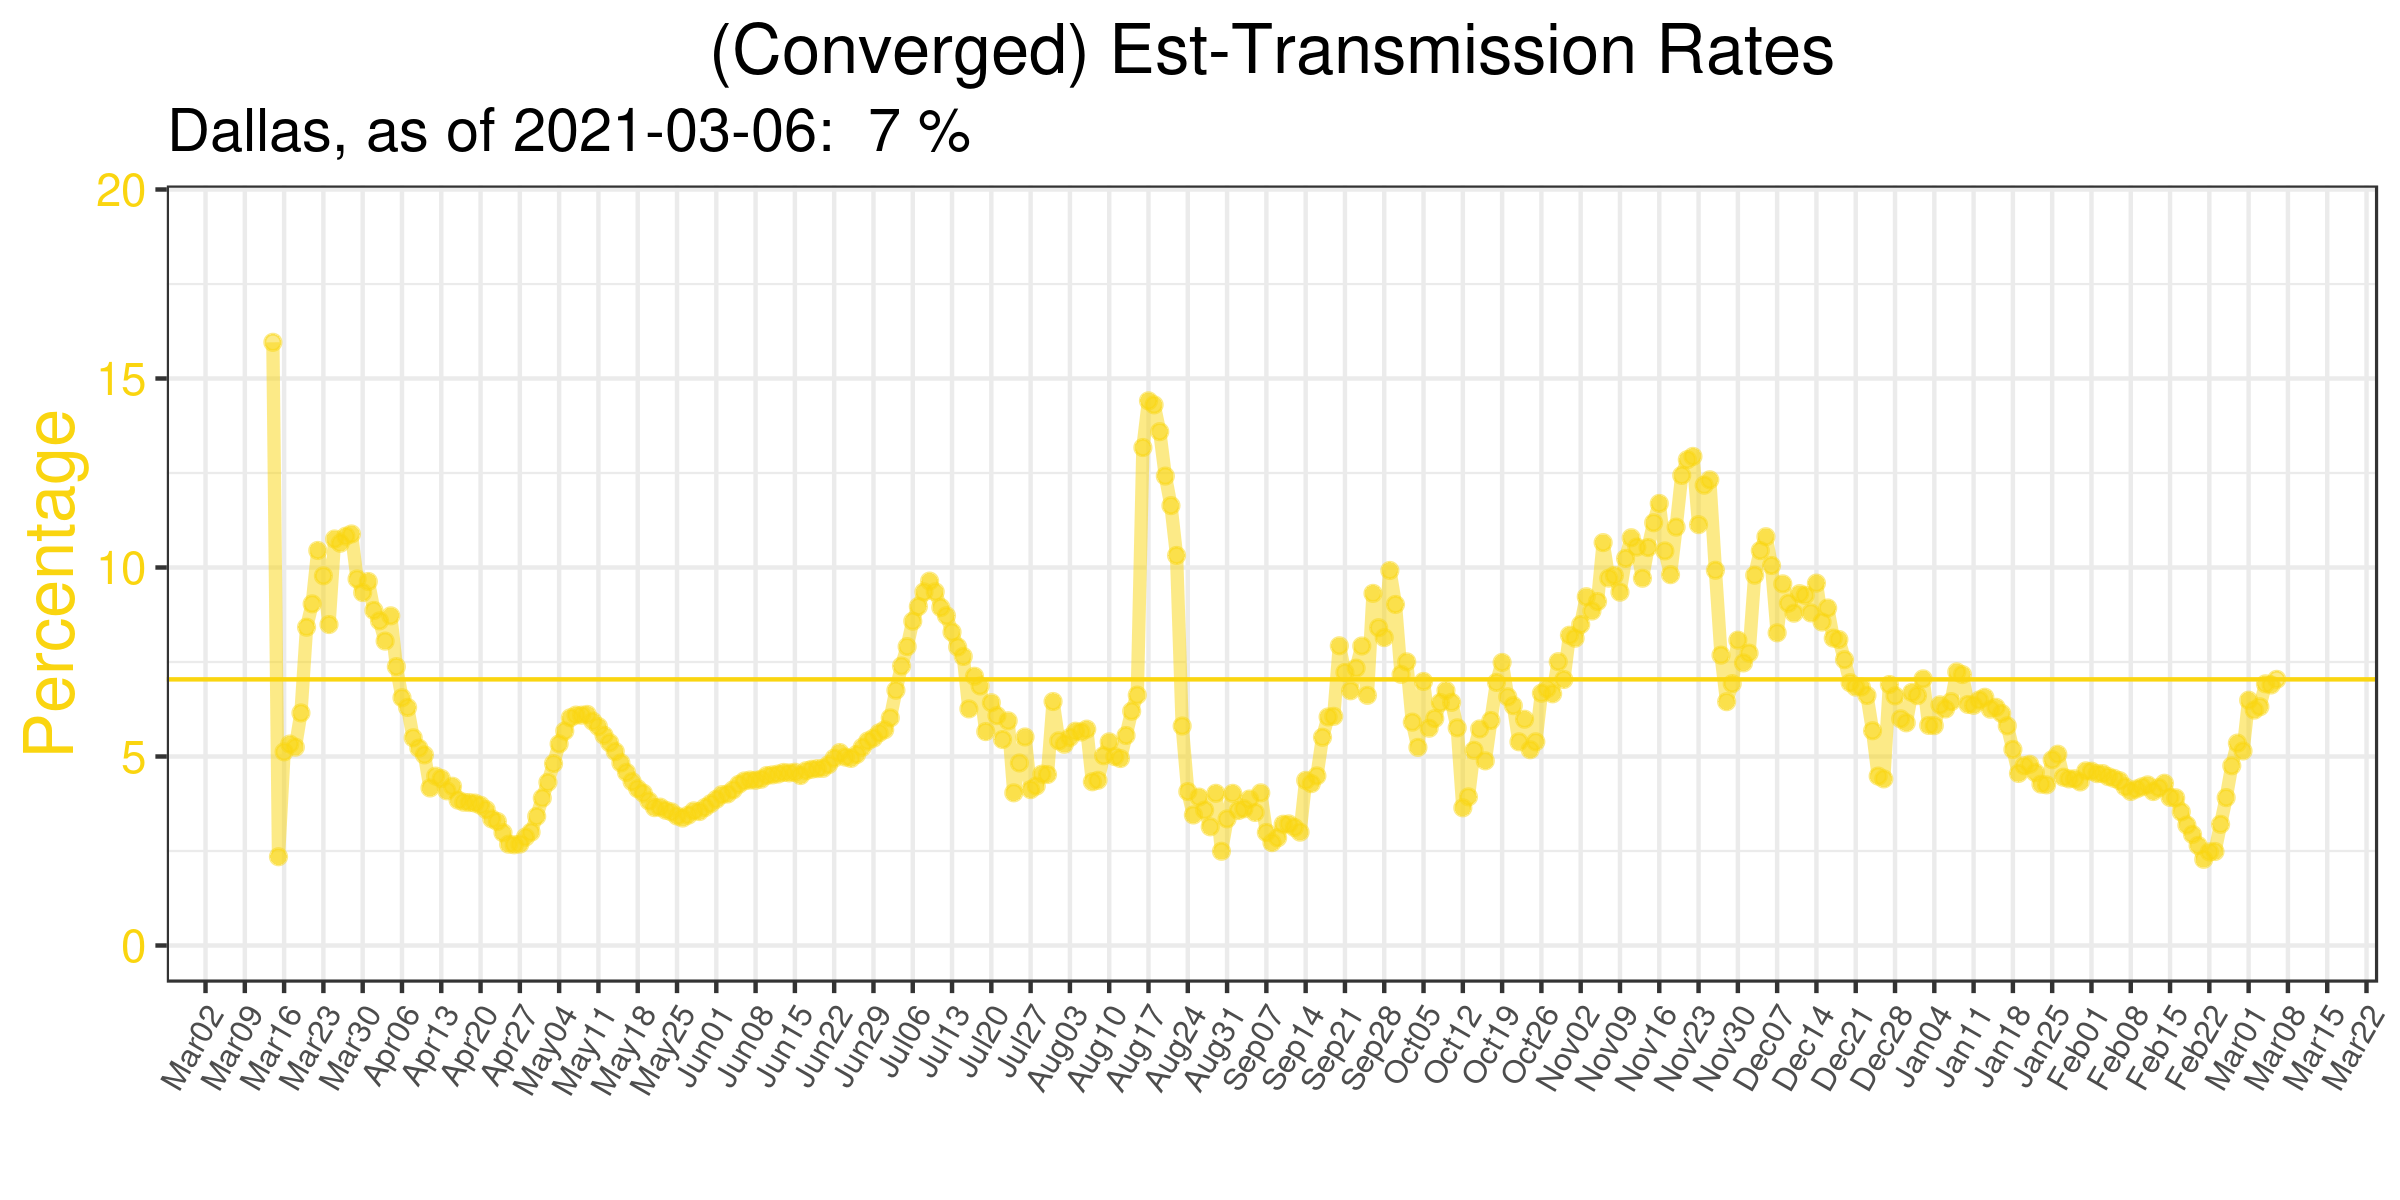 (Converged) Est-Transmission Rates
Dallas, as of 2021-03-06:  7 %
Percentage
20
15
10
5
0
Mar02
Mar09
Mar16
Mar23
Mar30
Apr06
Apr13
Apr20
Apr27
May04
May11
May18
May25
Jun01
Jun08
Jun15
Jun22
Jun29
Jul06
Jul13
Jul20
Jul27
Aug03
Aug10
Aug17
Aug24
Aug31
Sep07
Sep14
Sep21
Sep28
Oct05
Oct12
Oct19
Oct26
Nov02
Nov09
Nov16
Nov23
Nov30
Dec07
Dec14
Dec21
Dec28
Jan04
Jan11
Jan18
Jan25
Feb01
Feb08
Feb15
Feb22
Mar01
Mar08
Mar15
Mar22